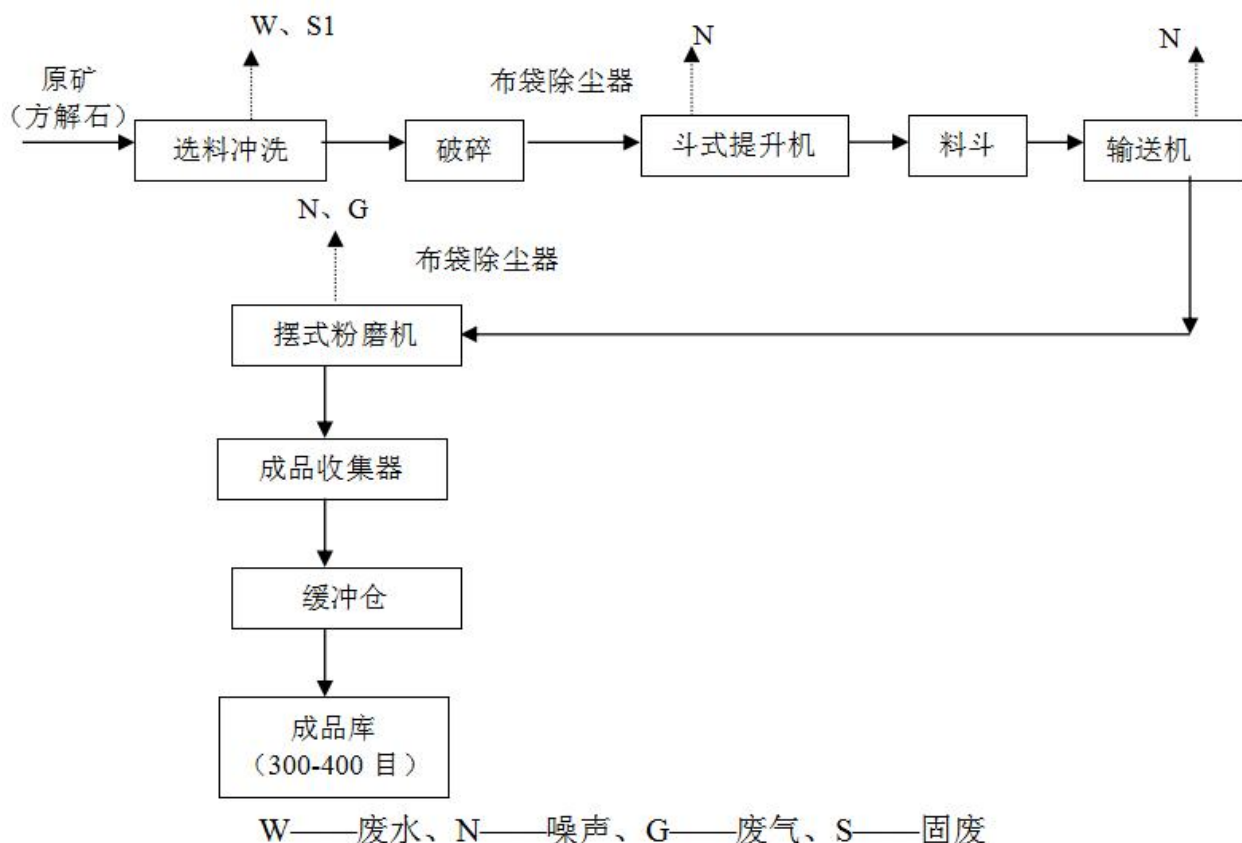 W、S1
N
N
原矿
（方解石）
布袋除尘器
选料冲洗
破碎
斗式提升机
料斗
输送机
N、G
布袋除尘器
摆式粉磨机
成品收集器
缓冲仓
成品库
（300-400 目）
W——废水、N——噪声、G——废气、S——固废